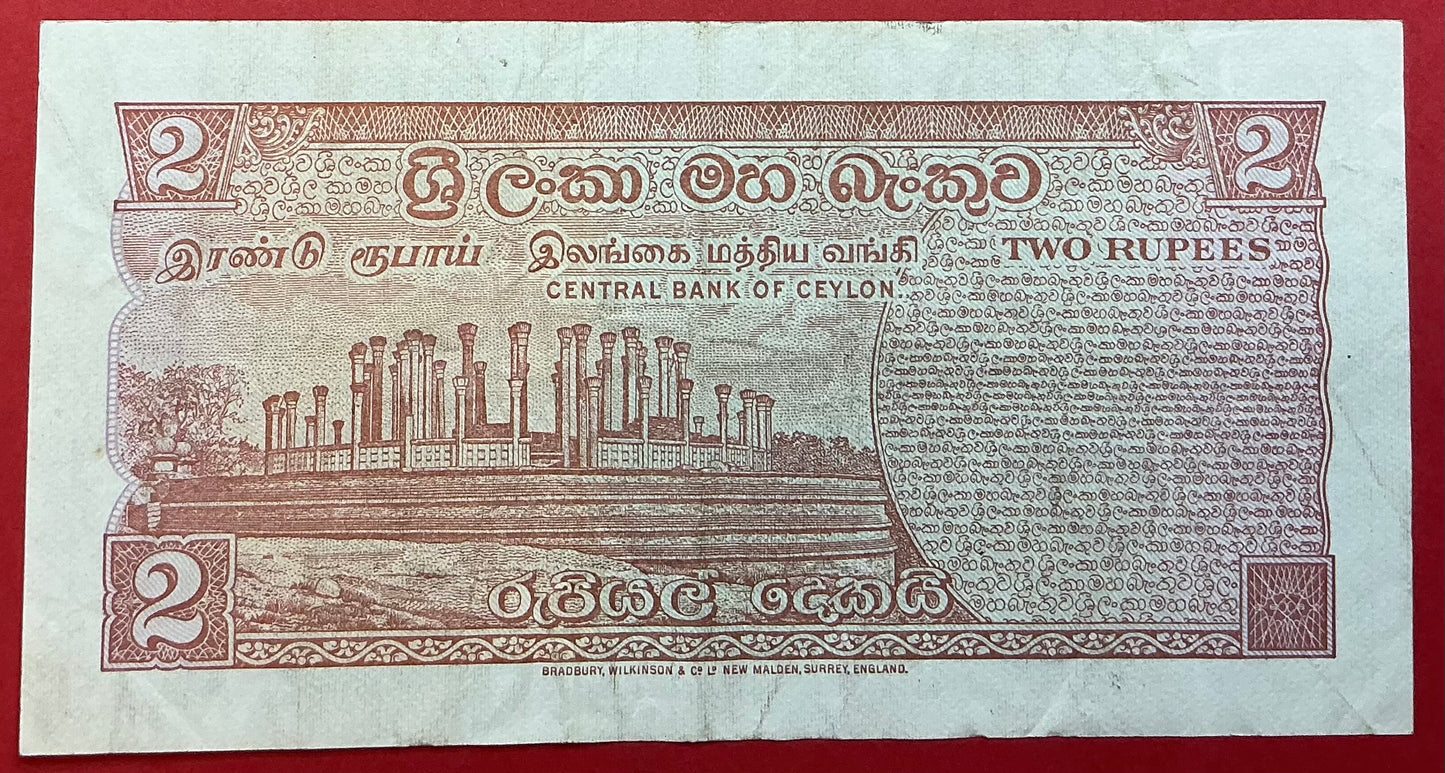 2 2
ශ්‍රී ලංකා මහ බැංකුව
இரண்டு ரூபாய் இலங்கை மத்திய வங்கி TWO RUPEES
CENTRAL BANK OF CEYLON.
2 රුපියල් දෙකයි
BRADBURY, WILKINSON & Cº Lᴰ NEW MALDEN, SURREY, ENGLAND.